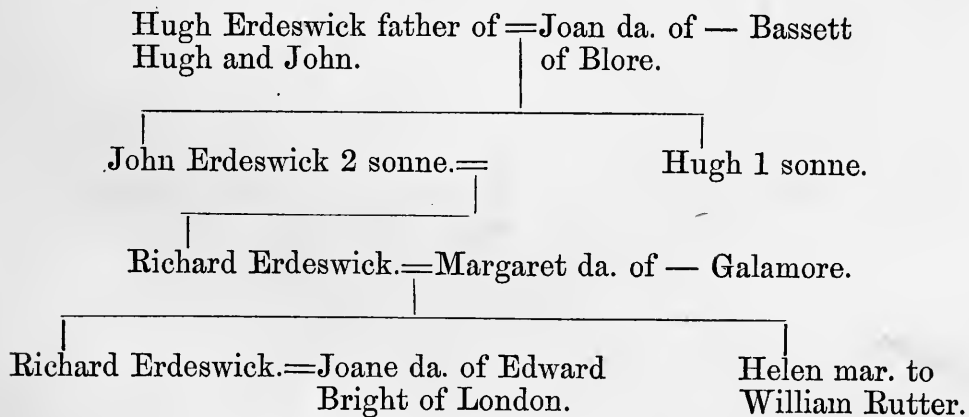 Hugh Erdeswick father of=Joan da. of — Bassett
Hugh and John. of Blore.
John Erdeswick 2 sonne.= Hugh 1 sonne.
Richard Erdeswick.=Margaret da. of — Galamore.
Richard Erdeswick.=Joane da. of Edward Helen mar. to
Bright of London. William Rutter.